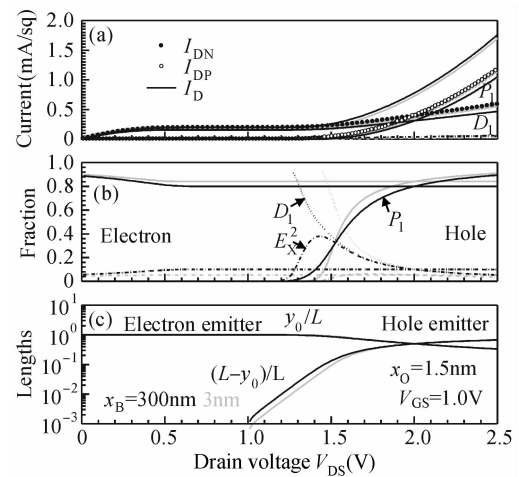 (a)
I_DN
I_DP
I_D
P_1
D_1
Current(mA/sq)
2.0
1.5
1.0
0.5
0
(b)
D_1
E_X^2
P_1
Electron
Hole
Fraction
1.0
0.8
0.6
0.4
0.2
0
(c)
y_0/L
Electron emitter
Hole emitter
(L-y_0)/L
x_O=1.5nm
x_B=300nm 3nm
V_GS=1.0V
Lengths
10^1
10^0
10^-1
10^-2
10^-3
0 0.5 1.0 1.5 2.0 2.5
Drain voltage V_DS(V)